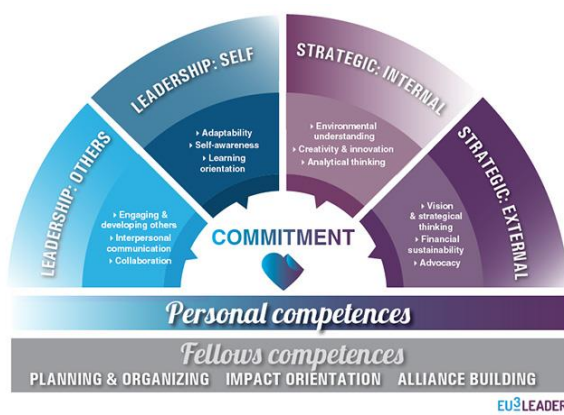 LEADERSHIP: OTHERS
LEADERSHIP: SELF
STRATEGIC: INTERNAL
STRATEGIC: EXTERNAL
‣ Engaging &
developing others
‣ Interpersonal
communication
‣ Collaboration
‣ Adaptability
‣ Self-awareness
‣ Learning
orientation
‣ Environmental
understanding
‣ Creativity & innovation
‣ Analytical thinking
‣ Vision
& strategical
thinking
‣ Financial
sustainability
‣ Advocacy
COMMITMENT
Personal competences
Fellows competences
PLANNING & ORGANIZING IMPACT ORIENTATION ALLIANCE BUILDING
EU3LEADER